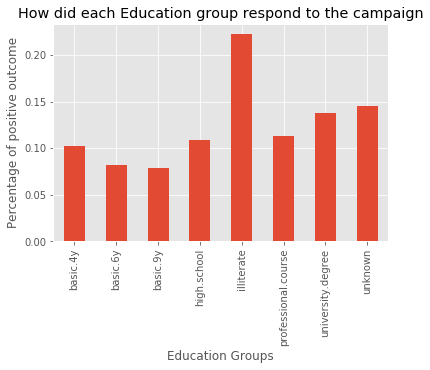 How did each Education group respond to the campaign
Percentage of positive outcome
0.20
0.15
0.10
0.05
0.00
basic.4y
basic.6y
basic.9y
high.school
illiterate
professional.course
university.degree
unknown
Education Groups